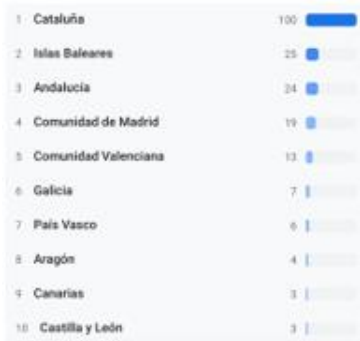 1 Cataluña 100
2 Islas Baleares 25
3 Andalucía 24
4 Comunidad de Madrid 19
5 Comunidad Valenciana 13
6 Galicia 7
7 País Vasco 6
8 Aragón 4
9 Canarias 3
10 Castilla y León 3